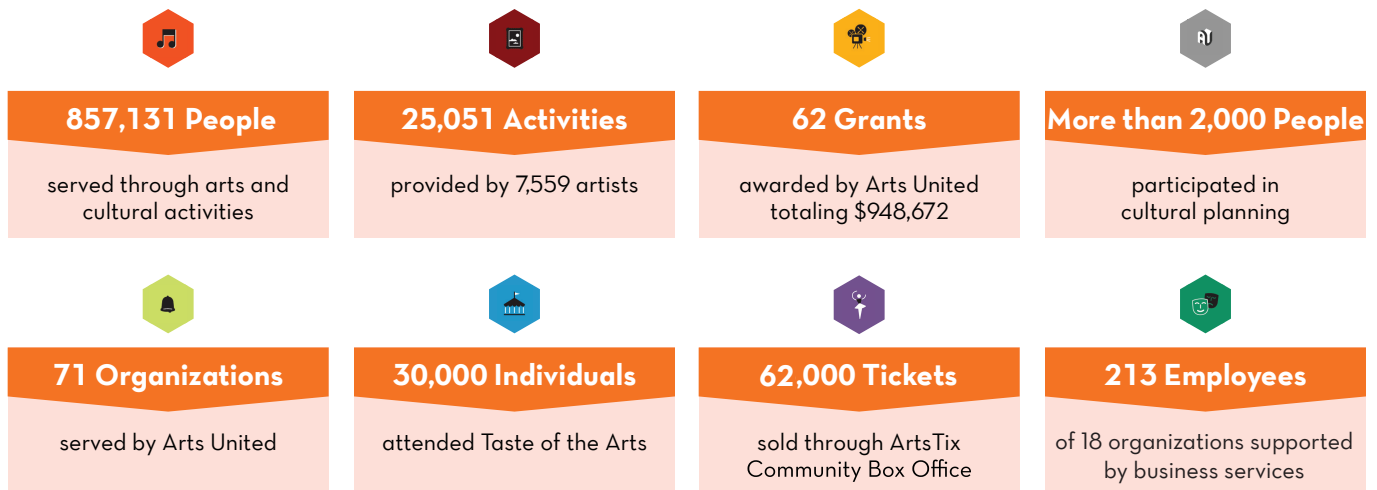 857,131 People
served through arts and
cultural activities
25,051 Activities
provided by 7,559 artists
62 Grants
awarded by Arts United
totaling $948,672
More than 2,000 People
participated in
cultural planning
71 Organizations
served by Arts United
30,000 Individuals
attended Taste of the Arts
62,000 Tickets
sold through ArtsTix
Community Box Office
213 Employees
of 18 organizations supported
by business services